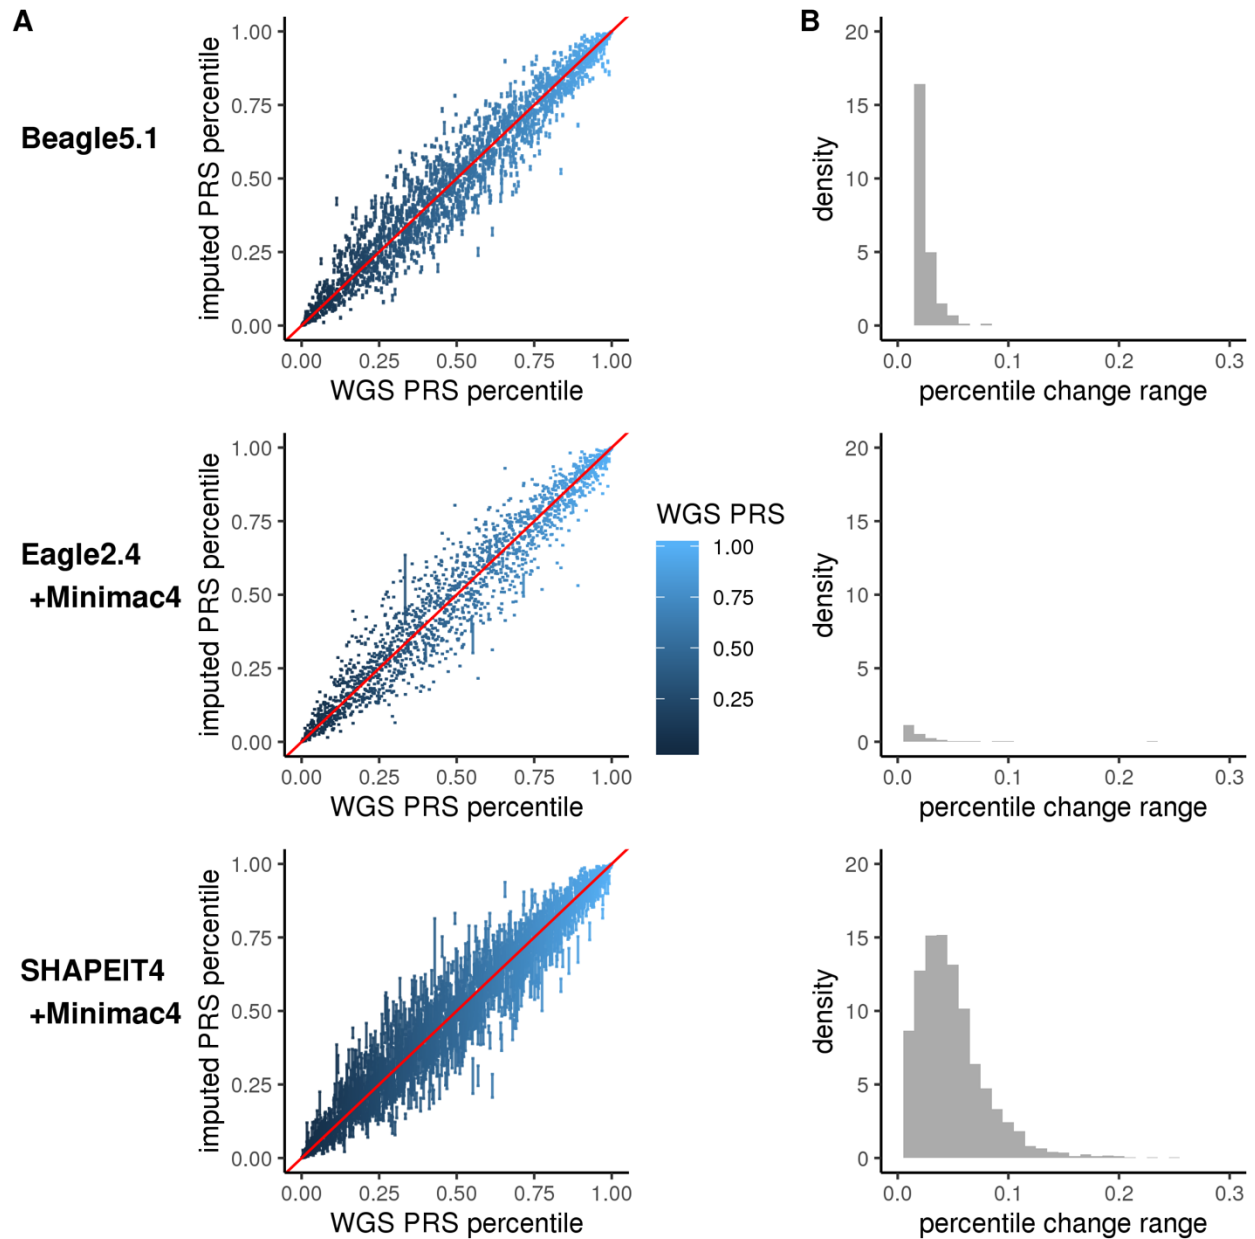 A
B
Beagle5.1
imputed PRS percentile
1.00
0.75
0.50
0.25
0.00
0.00 0.25 0.50 0.75 1.00
WGS PRS percentile
density
20
15
10
5
0
0.0 0.1 0.2 0.3
percentile change range
Eagle2.4
+Minimac4
imputed PRS percentile
1.00
0.75
0.50
0.25
0.00
0.00 0.25 0.50 0.75 1.00
WGS PRS percentile
WGS PRS
1.00
0.75
0.50
0.25
density
20
15
10
5
0
0.0 0.1 0.2 0.3
percentile change range
SHAPEIT4
+Minimac4
imputed PRS percentile
1.00
0.75
0.50
0.25
0.00
0.00 0.25 0.50 0.75 1.00
WGS PRS percentile
density
20
15
10
5
0
0.0 0.1 0.2 0.3
percentile change range